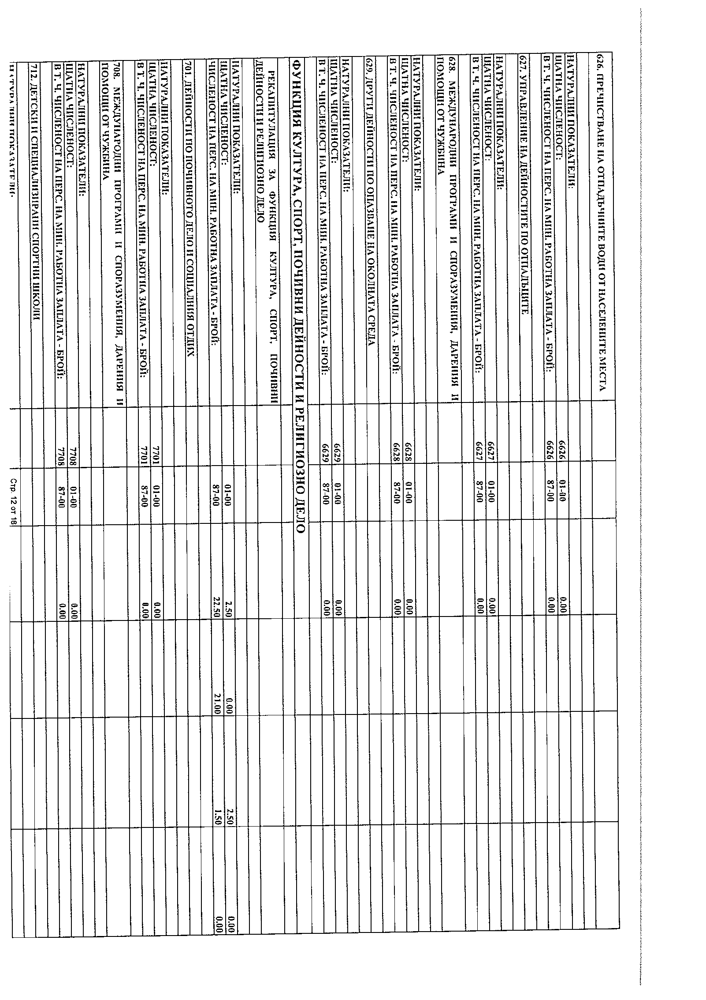 626. ПРЕЧИСТВАНЕ НА ОТПАДЪЧНИТЕ ВОДИ ОТ НАСЕЛЕНИТЕ МЕСТА
НАТУРАЛНИ ПОКАЗАТЕЛИ:
ЩАТНА ЧИСЛЕНОСТ: 6626 01-00 0.00
В Т. Ч. ЧИСЛЕНОСТ НА ПЕРС. НА МИН. РАБОТНА ЗАПЛАТА - БРОЙ: 6626 87-00 0.00
627. УПРАВЛЕНИЕ НА ДЕЙНОСТИТЕ ПО ОТПАДЪЦИТЕ
НАТУРАЛНИ ПОКАЗАТЕЛИ:
ЩАТНА ЧИСЛЕНОСТ: 6627 01-00 0.00
В Т. Ч. ЧИСЛЕНОСТ НА ПЕРС. НА МИН. РАБОТНА ЗАПЛАТА - БРОЙ: 6627 87-00 0.00
628. МЕЖДУНАРОДНИ ПРОГРАМИ И СПОРАЗУМЕНИЯ, ДАРЕНИЯ И
ПОМОЩИ ОТ ЧУЖБИНА
НАТУРАЛНИ ПОКАЗАТЕЛИ:
ЩАТНА ЧИСЛЕНОСТ: 6628 01-00 0.00
В Т. Ч. ЧИСЛЕНОСТ НА ПЕРС. НА МИН. РАБОТНА ЗАПЛАТА - БРОЙ: 6628 87-00 0.00
629. ДРУГИ ДЕЙНОСТИ ПО ОПАЗВАНЕ НА ОКОЛНАТА СРЕДА
НАТУРАЛНИ ПОКАЗАТЕЛИ:
ЩАТНА ЧИСЛЕНОСТ: 6629 01-00 0.00
В Т. Ч. ЧИСЛЕНОСТ НА ПЕРС. НА МИН. РАБОТНА ЗАПЛАТА - БРОЙ: 6629 87-00 0.00
ФУНКЦИЯ КУЛТУРА, СПОРТ, ПОЧИВНИ ДЕЙНОСТИ И РЕЛИГИОЗНО ДЕЛО
РЕКАПИТУЛАЦИЯ ЗА ФУНКЦИЯ КУЛТУРА, СПОРТ, ПОЧИВНИ
ДЕЙНОСТИ И РЕЛИГИОЗНО ДЕЛО
НАТУРАЛНИ ПОКАЗАТЕЛИ:
ЩАТНА ЧИСЛЕНОСТ: 01-00 2.50 0.00 2.50 0.00
ЧИСЛЕНОСТ НА ПЕРС. НА МИН. РАБОТНА ЗАПЛАТА - БРОЙ: 87-00 22.50 21.00 1.50 0.00
701. ДЕЙНОСТИ ПО ПОЧИВНОТО ДЕЛО И СОЦИАЛНИЯ ОТДИХ
НАТУРАЛНИ ПОКАЗАТЕЛИ:
ЩАТНА ЧИСЛЕНОСТ: 7701 01-00 0.00
В Т. Ч. ЧИСЛЕНОСТ НА ПЕРС. НА МИН. РАБОТНА ЗАПЛАТА - БРОЙ: 7701 87-00 0.00
708. МЕЖДУНАРОДНИ ПРОГРАМИ И СПОРАЗУМЕНИЯ, ДАРЕНИЯ И
ПОМОЩИ ОТ ЧУЖБИНА
НАТУРАЛНИ ПОКАЗАТЕЛИ:
ЩАТНА ЧИСЛЕНОСТ: 7708 01-00 0.00
В Т. Ч. ЧИСЛЕНОСТ НА ПЕРС. НА МИН. РАБОТНА ЗАПЛАТА - БРОЙ: 7708 87-00 0.00
712. ДЕТСКИ И СПЕЦИАЛИЗИРАНИ СПОРТНИ ШКОЛИ
НАТУРАЛНИ ПОКАЗАТЕЛИ:
Стр. 12 от 18